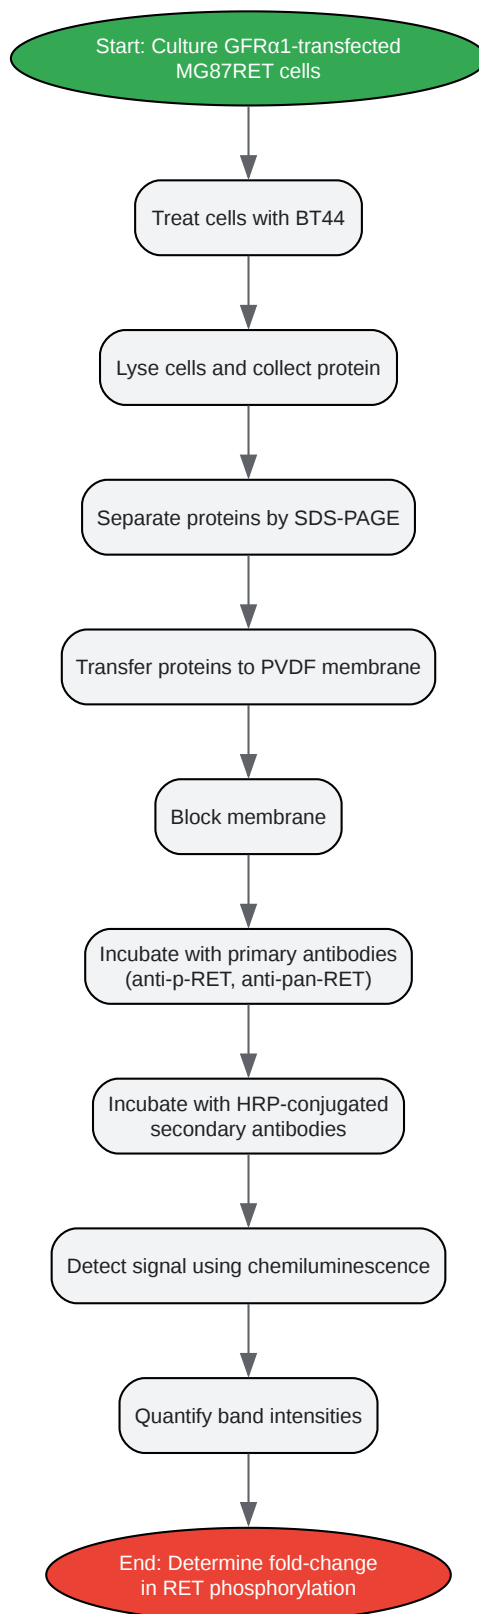 Start: Culture GFRα1-transfected
MG87RET cells
Treat cells with BT44
Lyse cells and collect protein
Separate proteins by SDS-PAGE
Transfer proteins to PVDF membrane
Block membrane
Incubate with primary antibodies
(anti-p-RET, anti-pan-RET)
Incubate with HRP-conjugated
secondary antibodies
Detect signal using chemiluminescence
Quantify band intensities
End: Determine fold-change
in RET phosphorylation